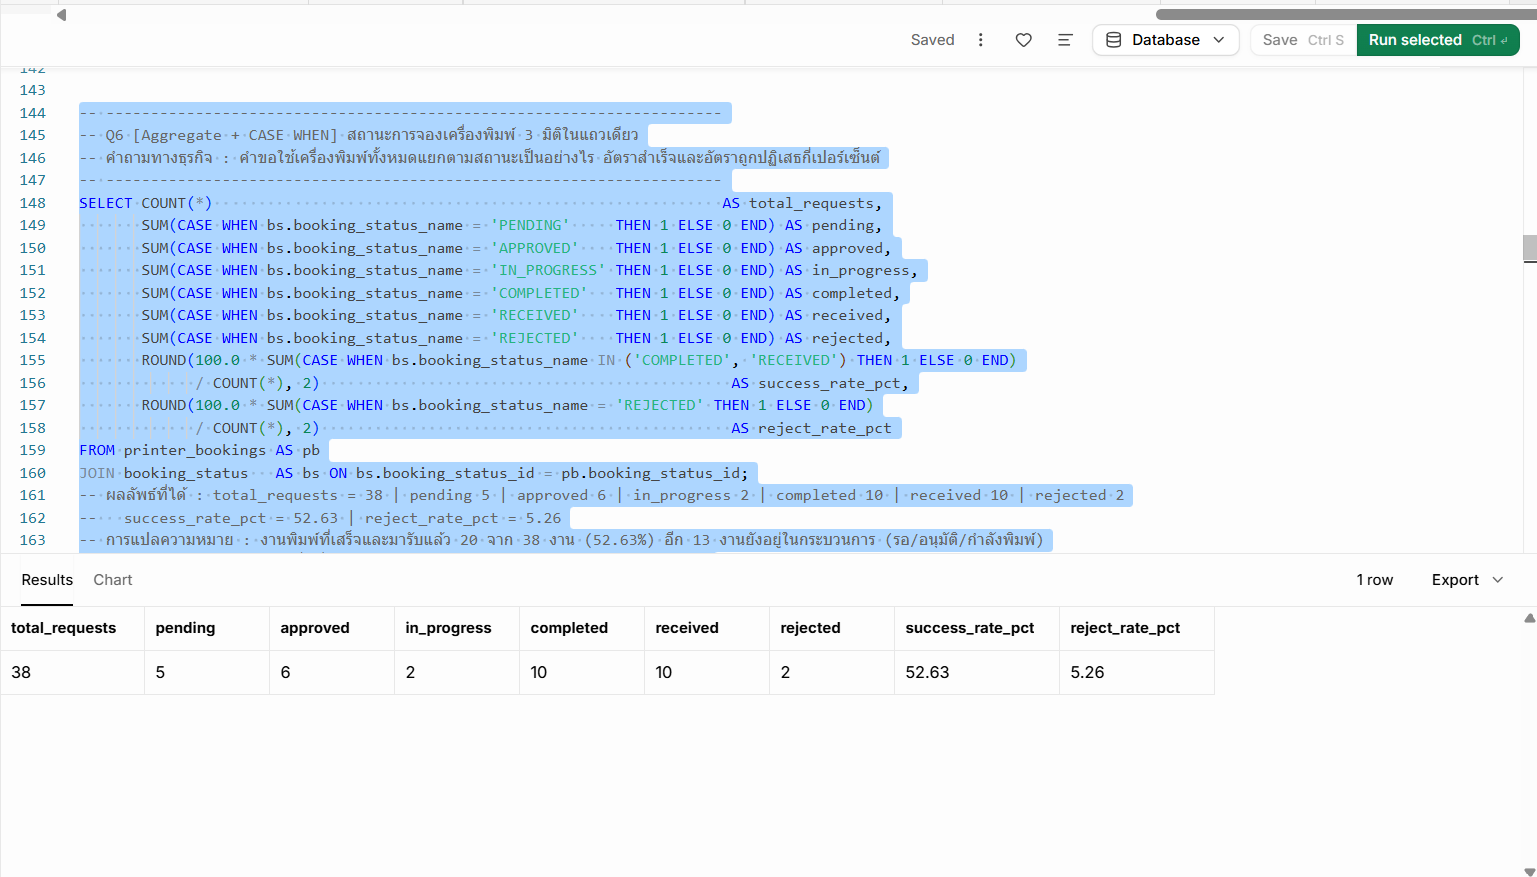 Saved
Database
Save Ctrl S
Run selected Ctrl ↵
142
143
144 -- ----------------------------------------------------------------------
145 -- Q6 [Aggregate + CASE WHEN] สถานะการจองเครื่องพิมพ์ 3 มิติในแถวเดียว
146 -- คำถามทางธุรกิจ : คำขอใช้เครื่องพิมพ์ทั้งหมดแยกตามสถานะเป็นอย่างไร อัตราสำเร็จและอัตราถูกปฏิเสธกี่เปอร์เซ็นต์
147 -- ----------------------------------------------------------------------
148 SELECT COUNT(*) AS total_requests,
149 SUM(CASE WHEN bs.booking_status_name = 'PENDING' THEN 1 ELSE 0 END) AS pending,
150 SUM(CASE WHEN bs.booking_status_name = 'APPROVED' THEN 1 ELSE 0 END) AS approved,
151 SUM(CASE WHEN bs.booking_status_name = 'IN_PROGRESS' THEN 1 ELSE 0 END) AS in_progress,
152 SUM(CASE WHEN bs.booking_status_name = 'COMPLETED' THEN 1 ELSE 0 END) AS completed,
153 SUM(CASE WHEN bs.booking_status_name = 'RECEIVED' THEN 1 ELSE 0 END) AS received,
154 SUM(CASE WHEN bs.booking_status_name = 'REJECTED' THEN 1 ELSE 0 END) AS rejected,
155 ROUND(100.0 * SUM(CASE WHEN bs.booking_status_name IN ('COMPLETED', 'RECEIVED') THEN 1 ELSE 0 END)
156 / COUNT(*), 2) AS success_rate_pct,
157 ROUND(100.0 * SUM(CASE WHEN bs.booking_status_name = 'REJECTED' THEN 1 ELSE 0 END)
158 / COUNT(*), 2) AS reject_rate_pct
159 FROM printer_bookings AS pb
160 JOIN booking_status AS bs ON bs.booking_status_id = pb.booking_status_id;
161 -- ผลลัพธ์ที่ได้ : total_requests = 38 | pending 5 | approved 6 | in_progress 2 | completed 10 | received 10 | rejected 2
162 -- success_rate_pct = 52.63 | reject_rate_pct = 5.26
163 -- การแปลความหมาย : งานพิมพ์ที่เสร็จและมารับแล้ว 20 จาก 38 งาน (52.63%) อีก 13 งานยังอยู่ในกระบวนการ (รอ/อนุมัติ/กำลังพิมพ์)
Results Chart 1 row Export
total_requests pending approved in_progress completed received rejected success_rate_pct reject_rate_pct
38 5 6 2 10 10 2 52.63 5.26